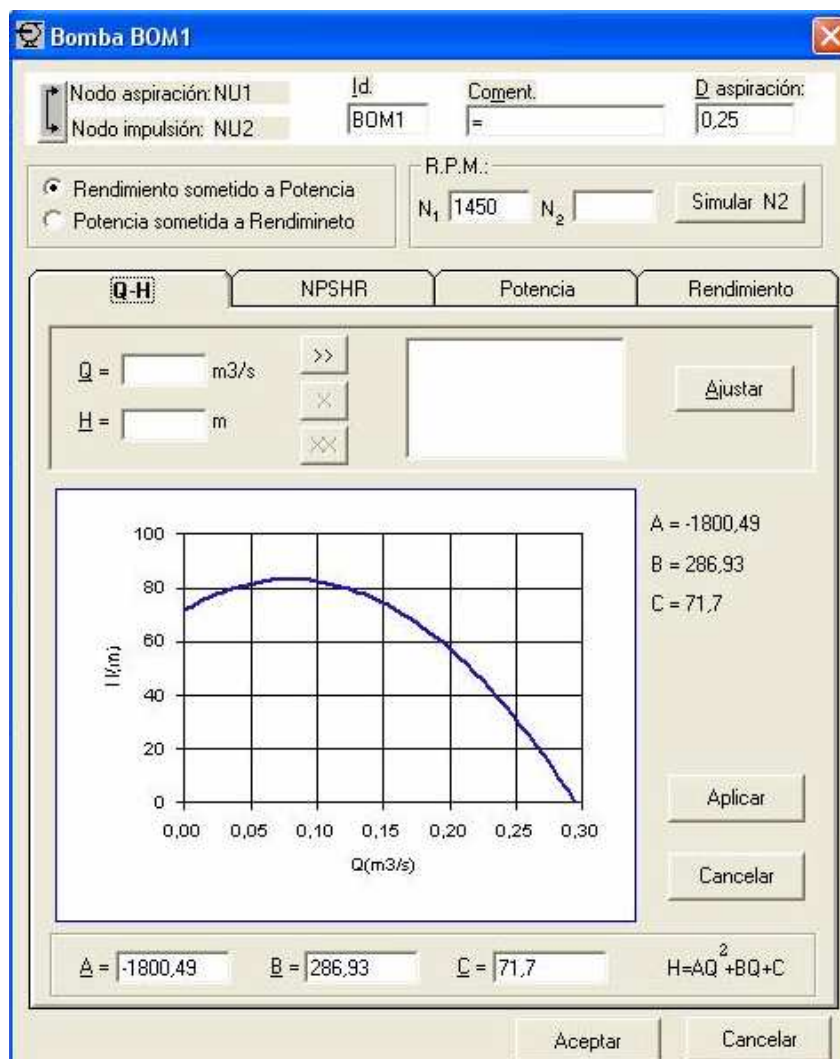 Bomba BOM1
Nodo aspiración: NU1
Nodo impulsión: NU2
Id.
BOM1
Coment.
=
D aspiración:
0,25
Rendimiento sometido a Potencia
Potencia sometida a Rendimineto
R.P.M.:
N1 1450 N2
Simular N2
Q-H NPSHR Potencia Rendimiento
Q = m3/s
H = m
>>
X
XX
Ajustar
A = -1800,49
B = 286,93
C = 71,7
H(m)
100
80
60
40
20
0
0,00 0,05 0,10 0,15 0,20 0,25 0,30
Q(m3/s)
Aplicar
Cancelar
A = -1800,49 B = 286,93 C = 71,7 H=AQ²+BQ+C
Aceptar Cancelar